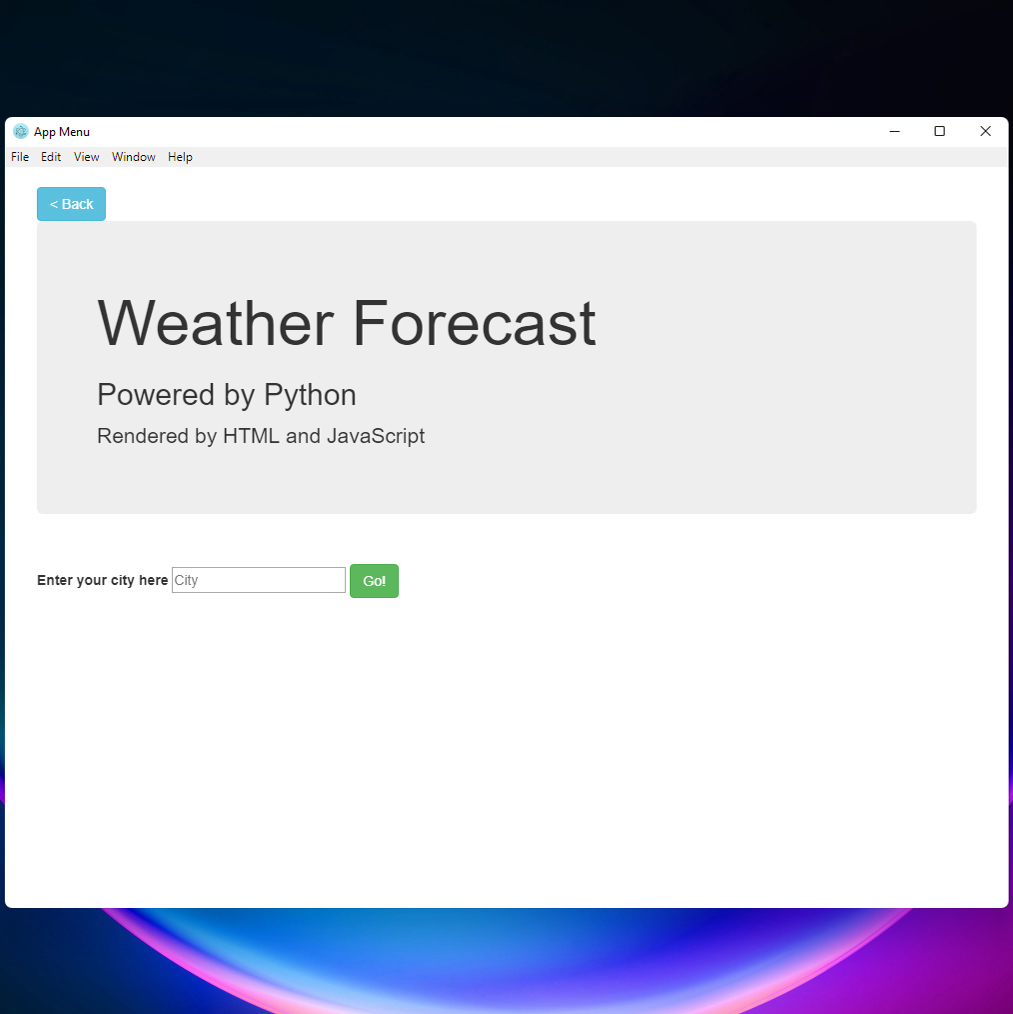 App Menu
File Edit View Window Help
< Back
Weather Forecast
Powered by Python
Rendered by HTML and JavaScript
Enter your city here City Go!